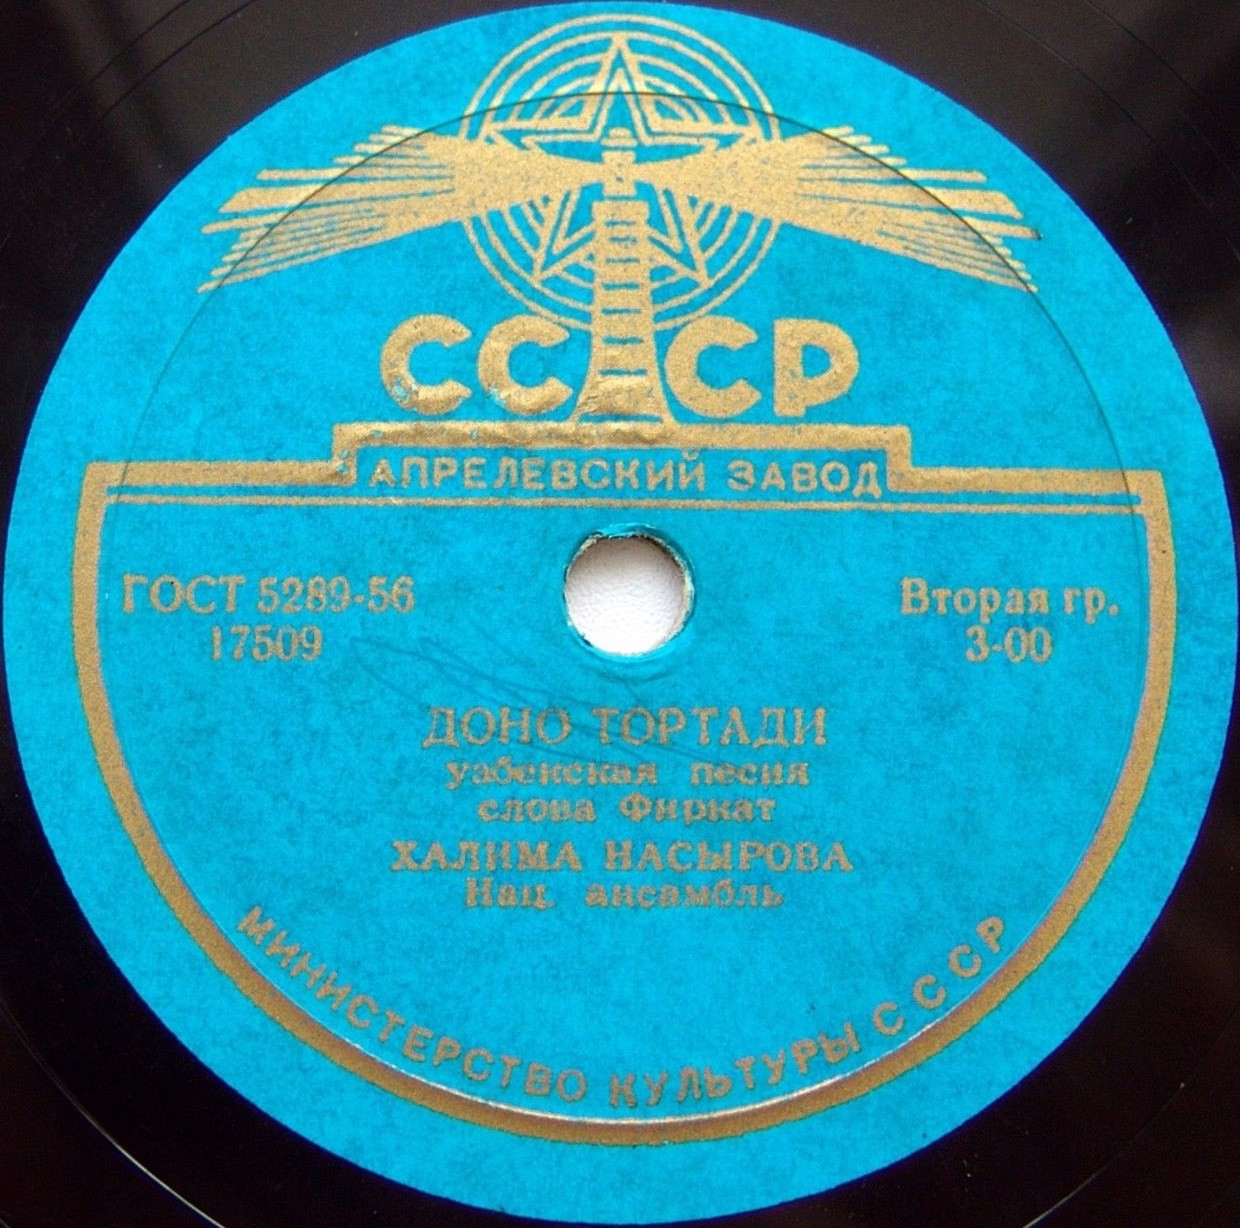 СССР
АПРЕЛЕВСКИЙ ЗАВОД
ГОСТ 5289-56
17509
Вторая гр.
3-00
ДОНО ТОРТАДИ
узбекская песня
слова Фиркат
ХАЛИМА НАСЫРОВА
Нац. ансамбль
МИНИСТЕРСТВО КУЛЬТУРЫ СССР